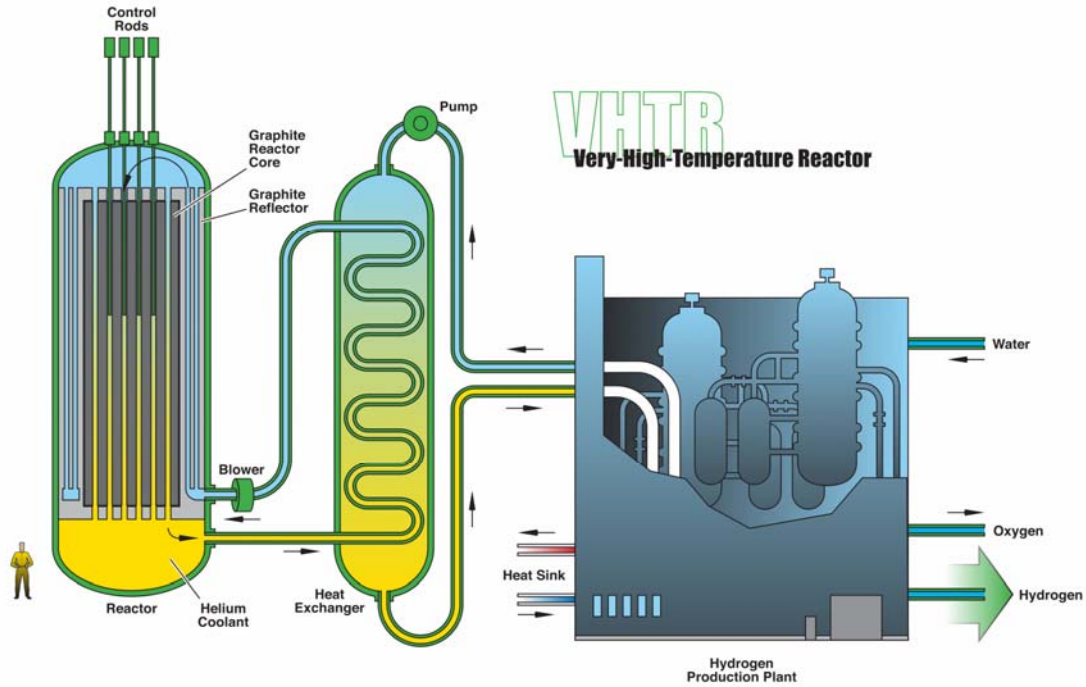 Control
Rods
Pump
VHTR
Very-High-Temperature Reactor
Graphite
Reactor
Core
Graphite
Reflector
Blower
Water
Oxygen
Heat Sink
Hydrogen
Reactor
Helium
Coolant
Heat
Exchanger
Hydrogen
Production Plant